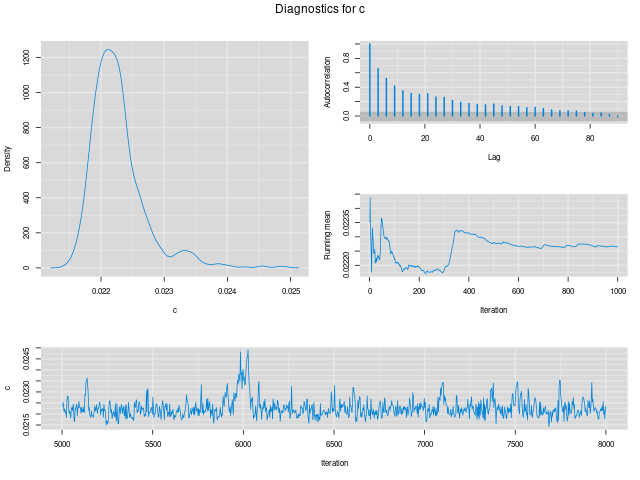 Diagnostics for c
Density
0 200 400 600 800 1000 1200
0.022 0.023 0.024 0.025
c
Autocorrelation
0.0 0.4 0.8
0 20 40 60 80
Lag
Running mean
0.02220 0.02235
0 200 400 600 800 1000
Iteration
c
0.0215 0.0230 0.0245
5000 5500 6000 6500 7000 7500 8000
Iteration